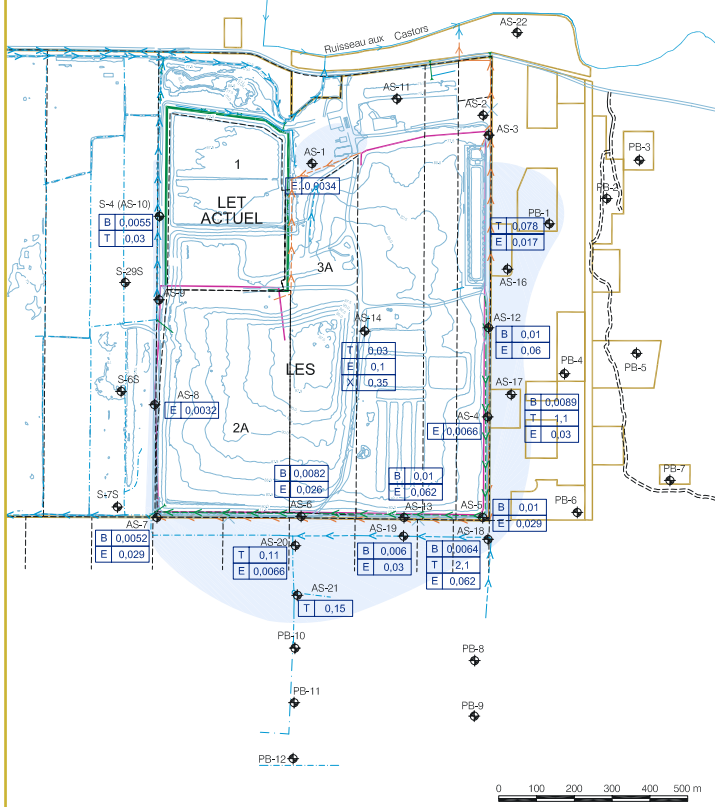 AS-22
Ruisseau aux Castors
AS-11
AS-2
AS-3
1
AS-1
E 0,0034
PB-3
PB-2
LET
ACTUEL
S-4 (AS-10)
B 0,0055
T 0,03
PB-1
T 0,078
E 0,017
3A
S-29S
AS-16
AS-9
AS-14
T 0,03
E 0,1
X 0,35
AS-12
B 0,01
E 0,06
PB-5
PB-4
LES
S-6S
AS-8
E 0,0032
AS-17
B 0,0089
T 1,1
E 0,03
AS-4
E 0,0066
2A
B 0,0082
E 0,026
B 0,01
E 0,062
PB-7
S-7S
AS-7
AS-6
AS-13
AS-5
B 0,01
E 0,029
PB-6
B 0,0052
E 0,029
AS-20
T 0,11
E 0,0066
AS-19
B 0,006
E 0,03
AS-18
B 0,0064
T 2,1
E 0,062
AS-21
T 0,15
PB-10
PB-8
PB-11
PB-9
PB-12
0 100 200 300 400 500 m